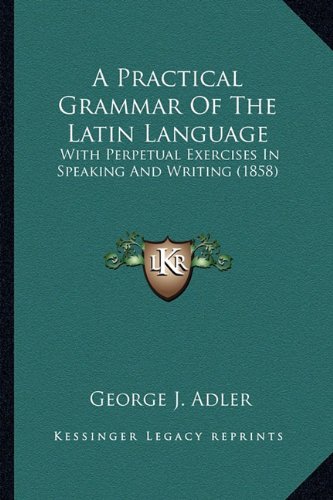 A Practical
Grammar Of The
Latin Language
With Perpetual Exercises In
Speaking And Writing (1858)
LKR
George J. Adler
Kessinger Legacy Reprints